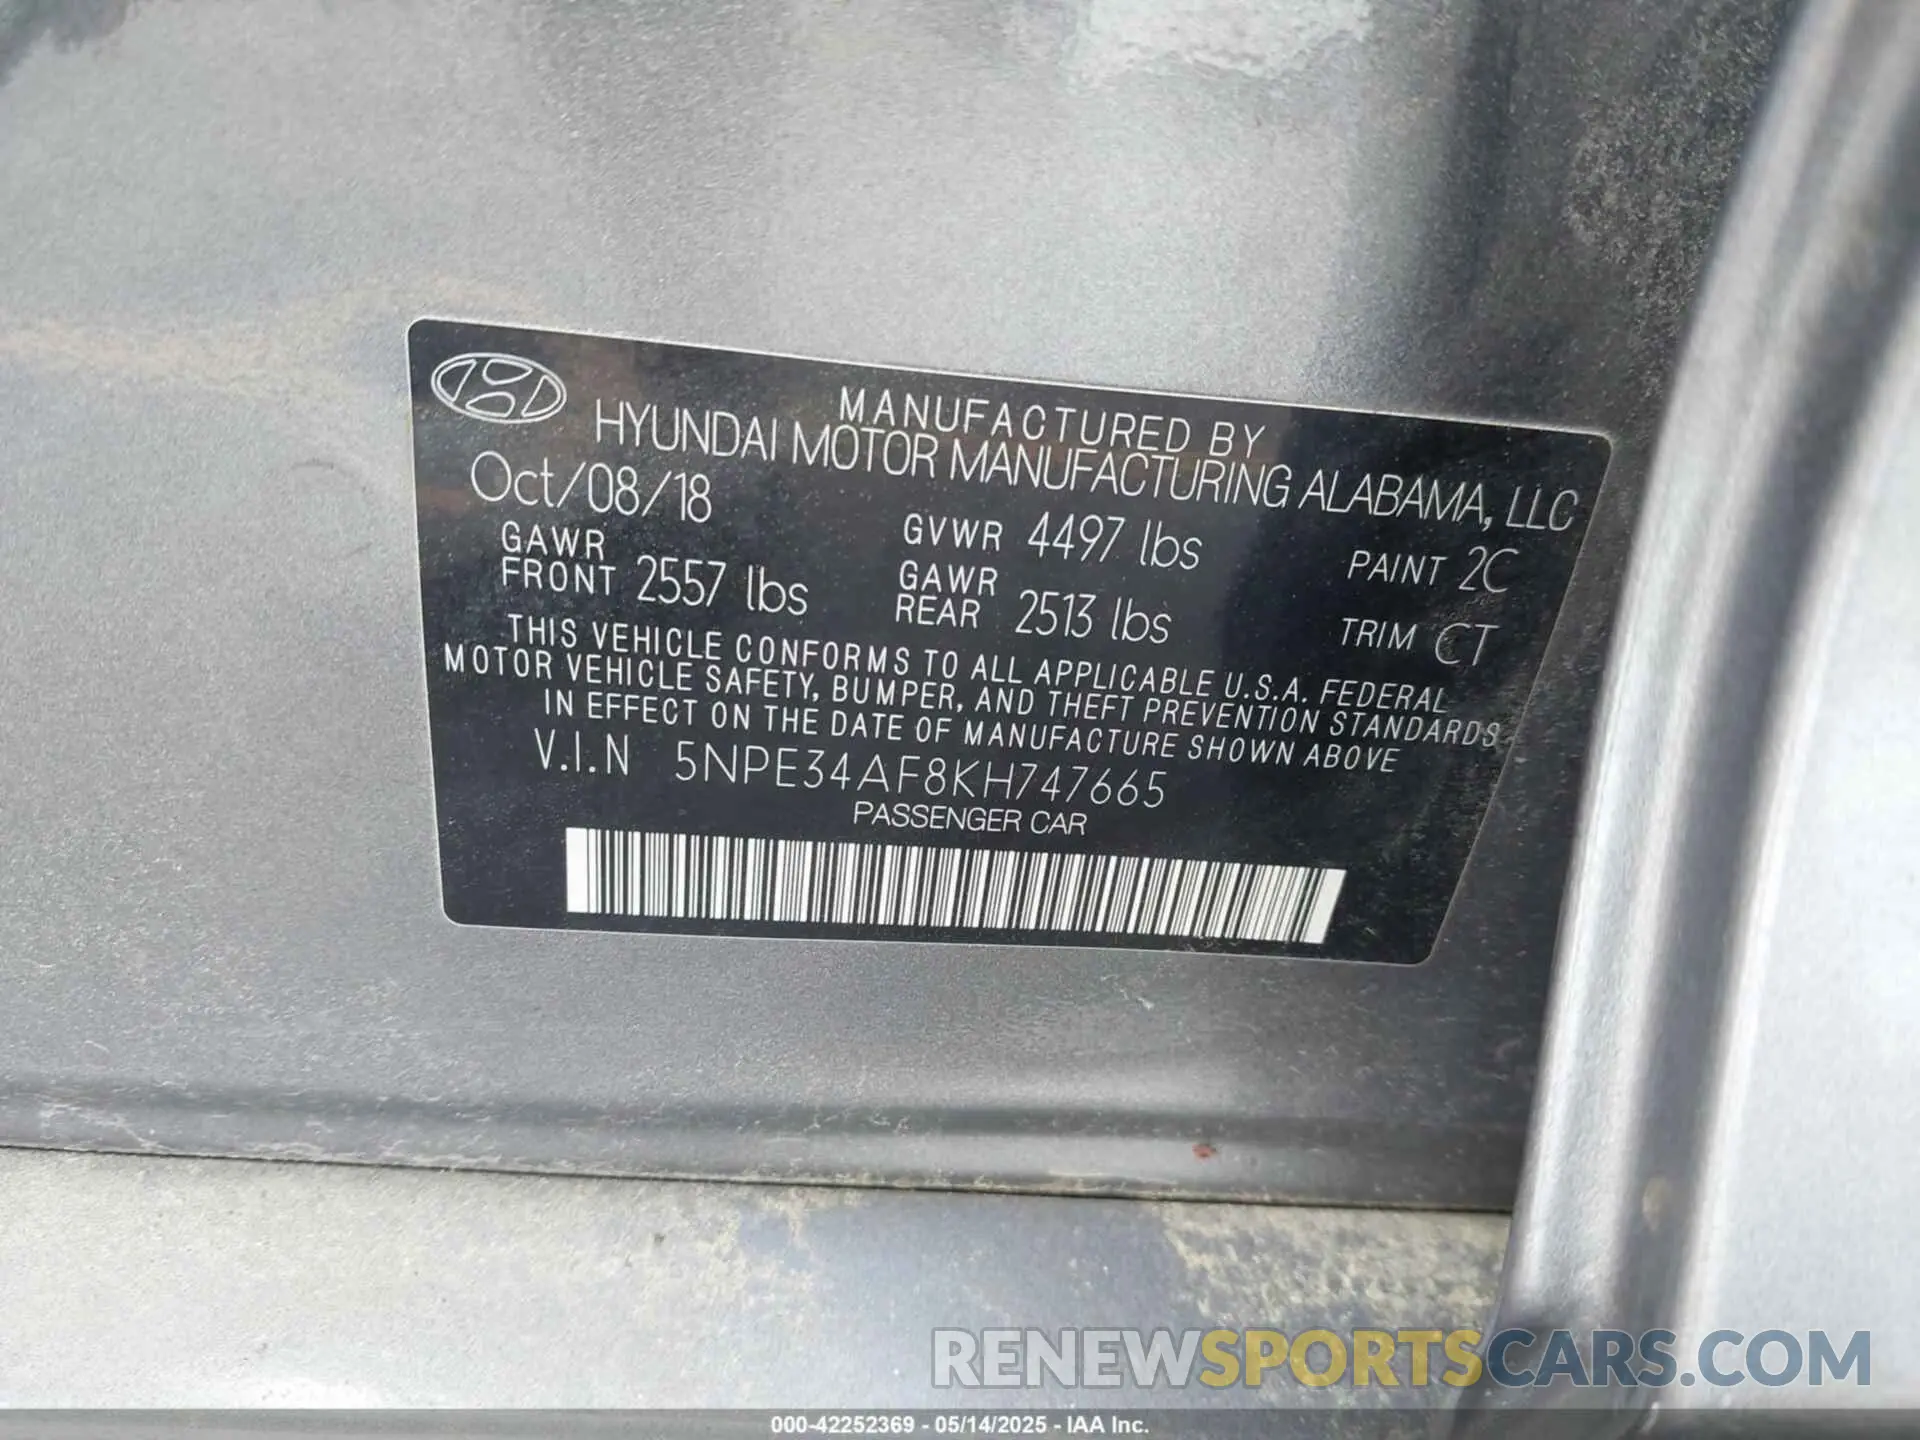 MANUFACTURED BY
HYUNDAI MOTOR MANUFACTURING ALABAMA, LLC
Oct/08/18
GVWR 4497 lbs
PAINT 2C
GAWR FRONT 2557 lbs
GAWR REAR 2513 lbs
TRIM CT
THIS VEHICLE CONFORMS TO ALL APPLICABLE U.S.A. FEDERAL
MOTOR VEHICLE SAFETY, BUMPER, AND THEFT PREVENTION STANDARDS
IN EFFECT ON THE DATE OF MANUFACTURE SHOWN ABOVE
V.I.N 5NPE34AF8KH747665
PASSENGER CAR
RENEWSPORTSCARS.COM
000-42252369 - 05/14/2025 - IAA Inc.